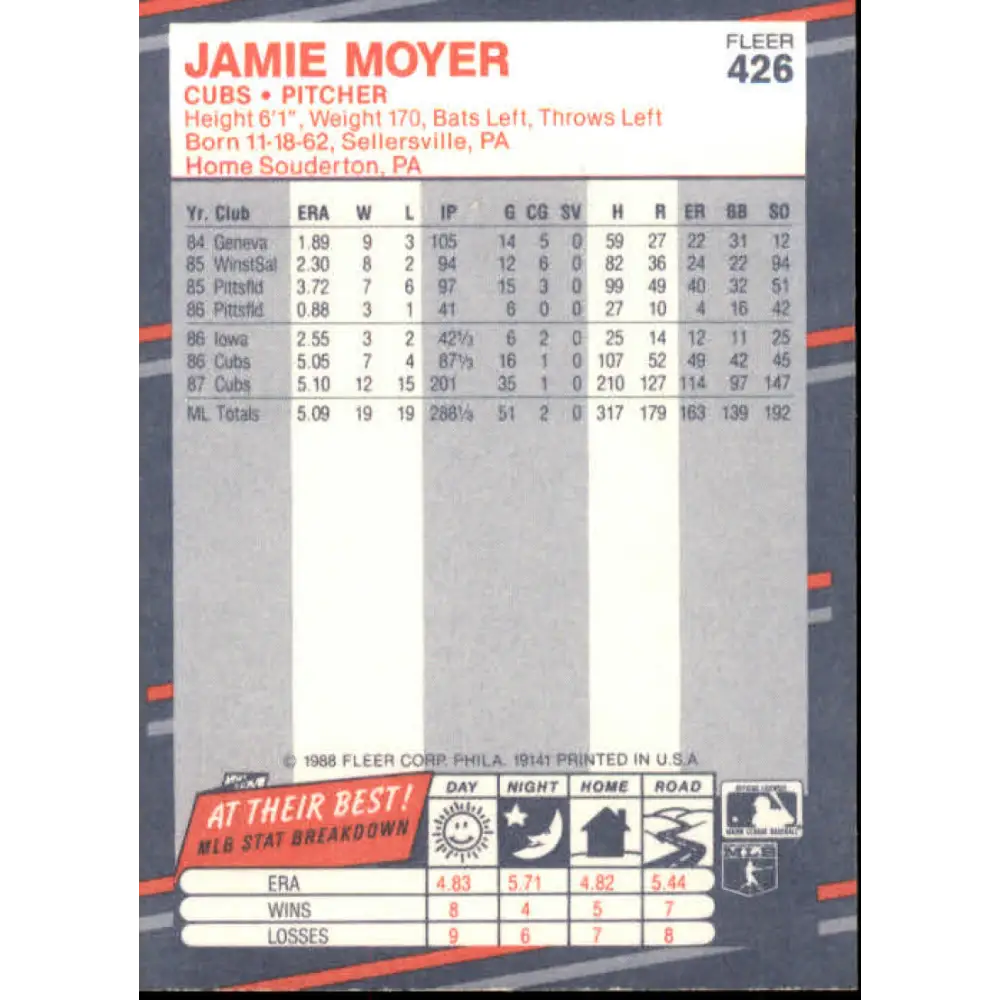 JAMIE MOYER
FLEER
426
CUBS • PITCHER
Height 6'1", Weight 170, Bats Left, Throws Left
Born 11-18-62, Sellersville, PA
Home Souderton, PA
Yr. Club ERA W L IP G CG SV H R ER BB SO
84 Geneva 1.89 9 3 105 14 5 0 59 27 22 31 12
85 WinstSal 2.30 8 2 94 12 6 0 82 36 24 22 94
85 Pittsfld 3.72 7 6 97 15 3 0 99 49 40 32 51
86 Pittsfld 0.88 3 1 41 6 0 0 27 10 4 16 42
86 Iowa 2.55 3 2 42⅓ 6 2 0 25 14 12 11 25
86 Cubs 5.05 7 4 87⅓ 16 1 0 107 52 49 42 45
87 Cubs 5.10 12 15 201 35 1 0 210 127 114 97 147
ML Totals 5.09 19 19 288⅓ 51 2 0 317 179 163 139 192
© 1988 FLEER CORP. PHILA. 19141 PRINTED IN U.S.A.
AT THEIR BEST!
MLB STAT BREAKDOWN
DAY NIGHT HOME ROAD
ERA 4.83 5.71 4.82 5.44
WINS 8 4 5 7
LOSSES 9 6 7 8
OFFICIAL LICENSEE
MAJOR LEAGUE BASEBALL
MLB